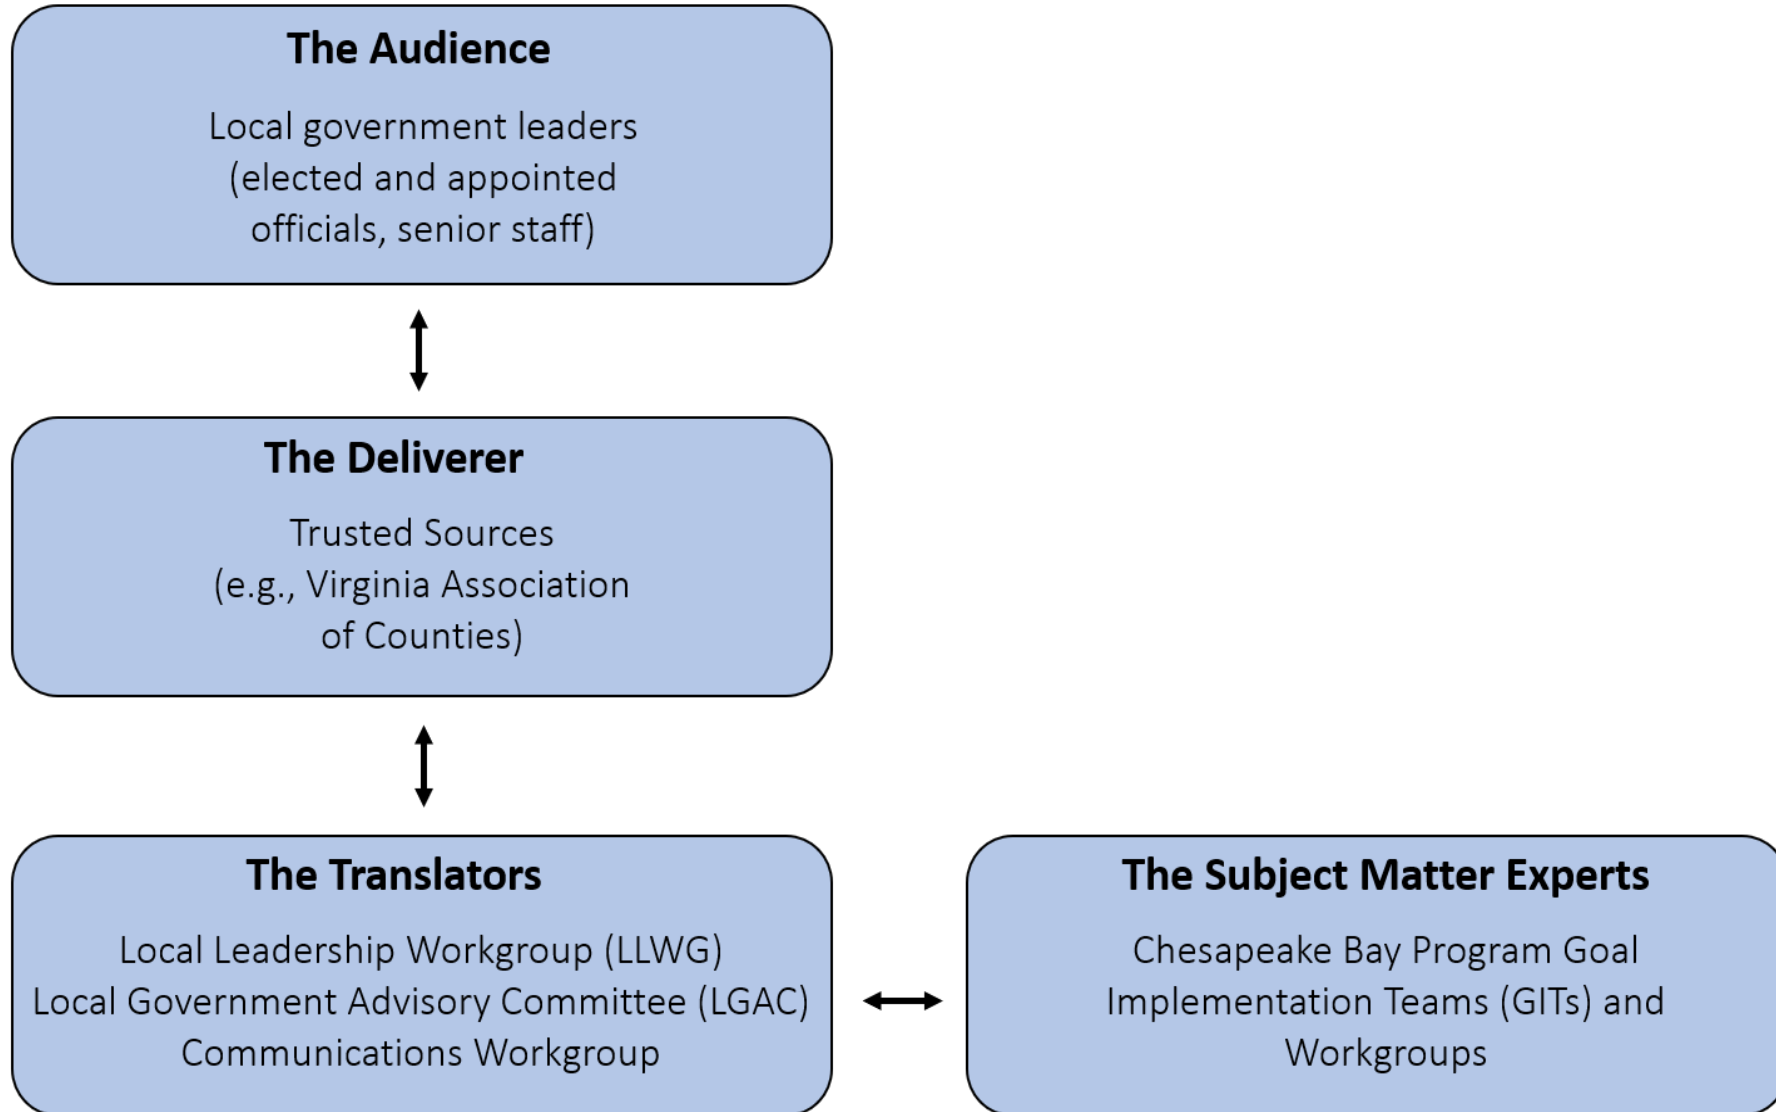 The Audience
Local government leaders
(elected and appointed
officials, senior staff)
The Deliverer
Trusted Sources
(e.g., Virginia Association
of Counties)
The Translators
Local Leadership Workgroup (LLWG)
Local Government Advisory Committee (LGAC)
Communications Workgroup
The Subject Matter Experts
Chesapeake Bay Program Goal
Implementation Teams (GITs) and
Workgroups